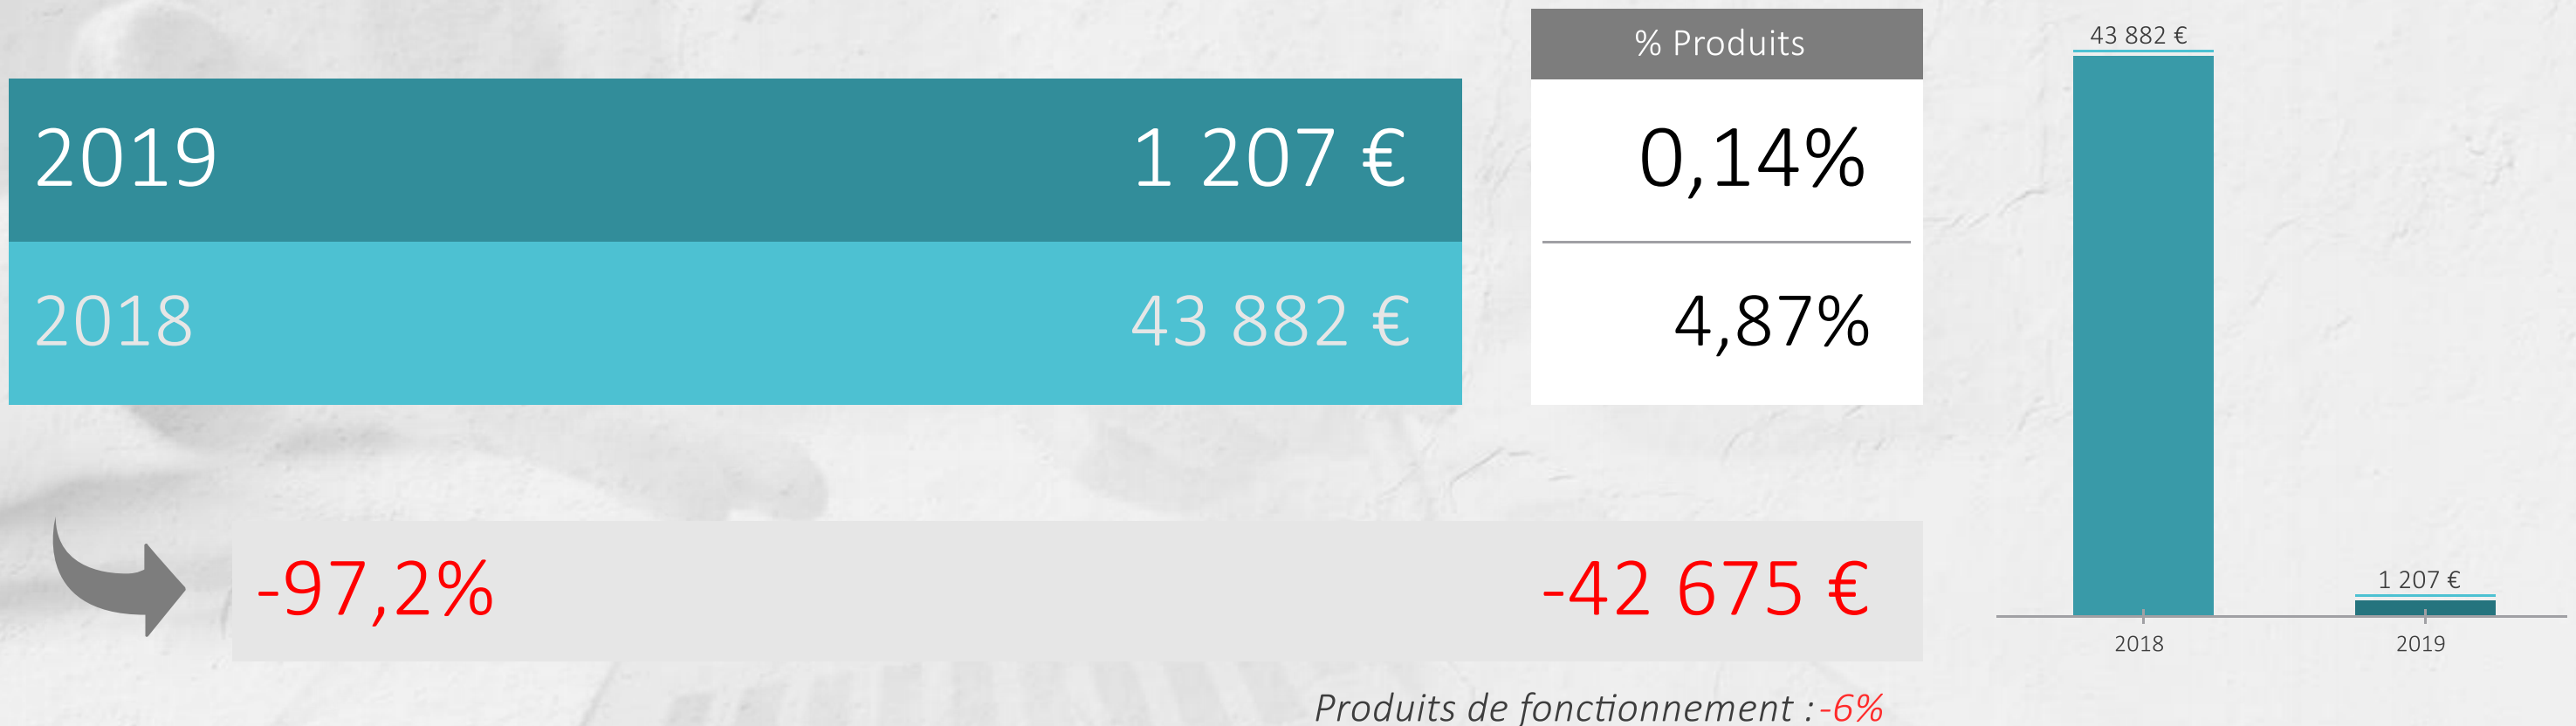 % Produits
2019 1 207 € 0,14%
2018 43 882 € 4,87%
-97,2% -42 675 €
Produits de fonctionnement : -6%
43 882 €
1 207 €
2018 2019